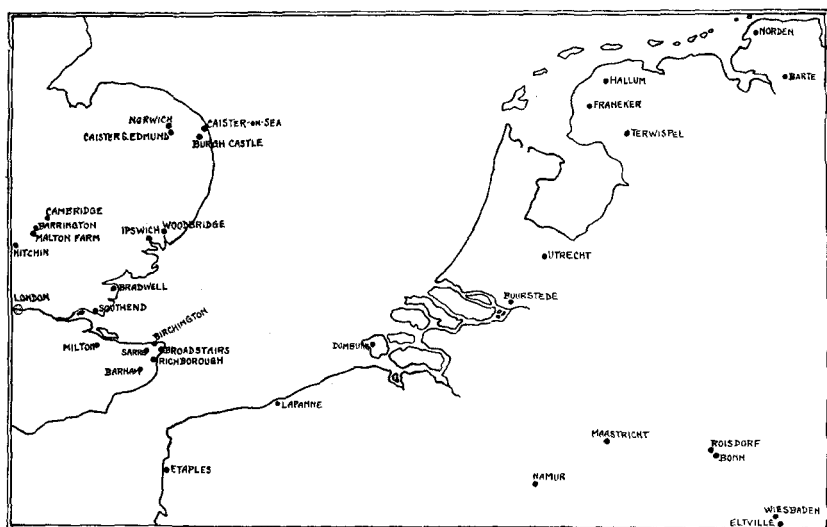 NORDEN
BARTE
HALLUM
FRANEKER
TERWISPEL
NORWICH
CAISTER-ON-SEA
CAISTER S. EDMUND
BURGH CASTLE
CAMBRIDGE
BARRINGTON
MALTON FARM
HITCHIN
IPSWICH
WOODBRIDGE
UTRECHT
BRADWELL
BUHRSTEDE
LONDON
SOUTHEND
BIRCHINGTON
MILTON
SARRE
BROADSTAIRS
RICHBOROUGH
BARHAM
DOMBURG
LAPANNE
MAASTRICHT
ROISDORF
BONN
ETAPLES
NAMUR
WIESBADEN
ELTVILLE